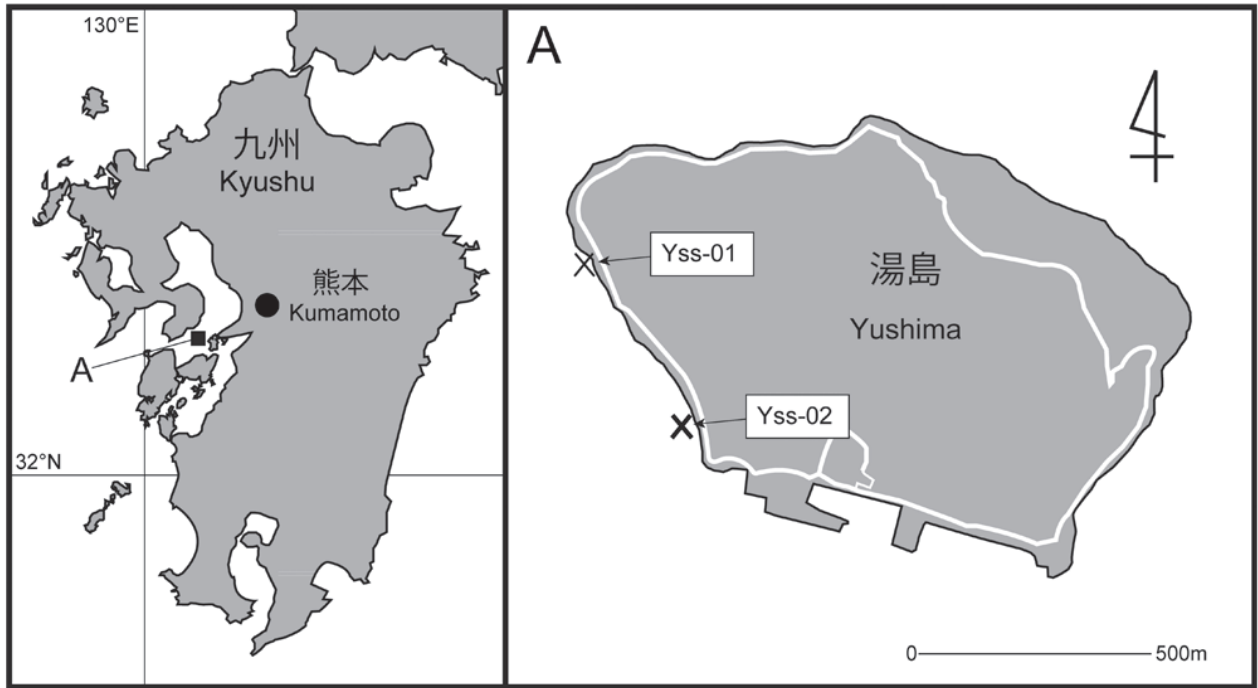 130°E
九州
Kyushu
熊本
Kumamoto
A
32°N
A
Yss-01
湯島
Yushima
Yss-02
0
500m